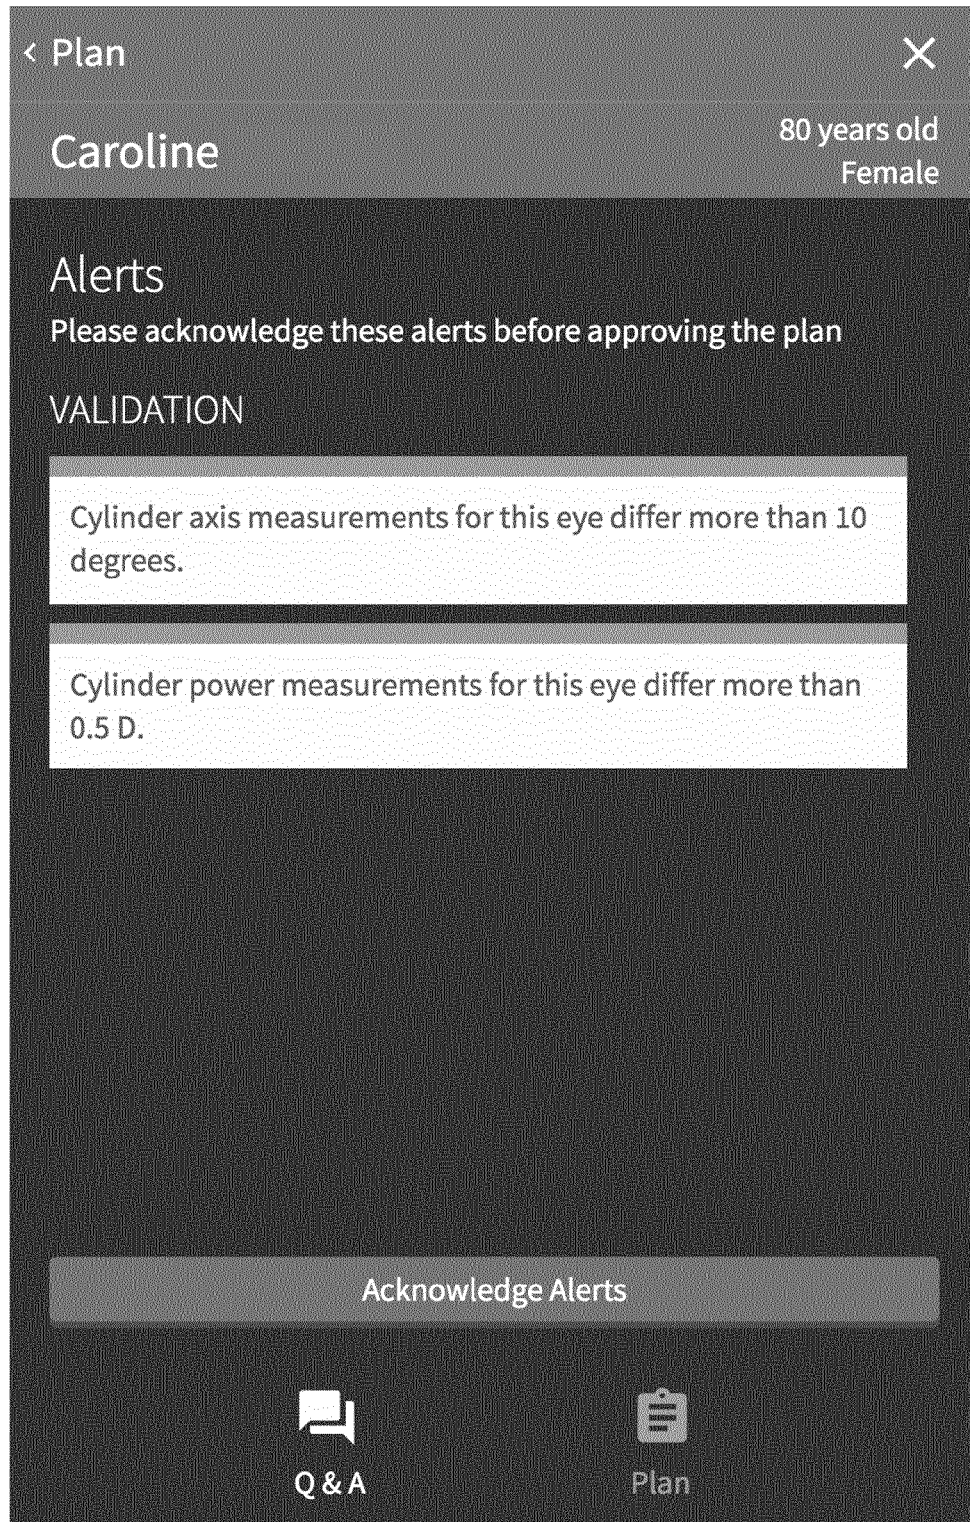 < Plan
Caroline
80 years old
Female
Alerts
Please acknowledge these alerts before approving the plan
VALIDATION
Cylinder axis measurements for this eye differ more than 10
degrees.
Cylinder power measurements for this eye differ more than
0.5 D.
Acknowledge Alerts
Q & A
Plan